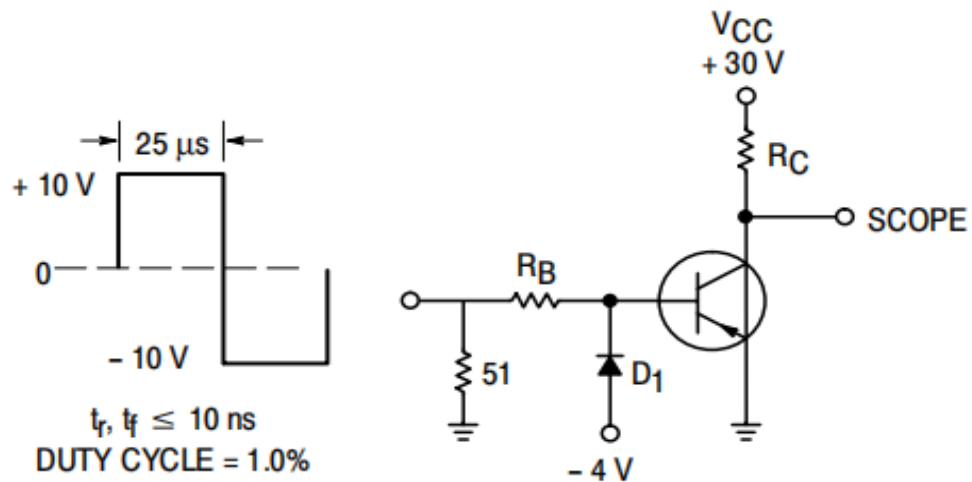 25 μs
+ 10 V
0
– 10 V
tr, tf ≤ 10 ns
DUTY CYCLE = 1.0%
VCC
+ 30 V
RC
SCOPE
RB
51
D1
– 4 V